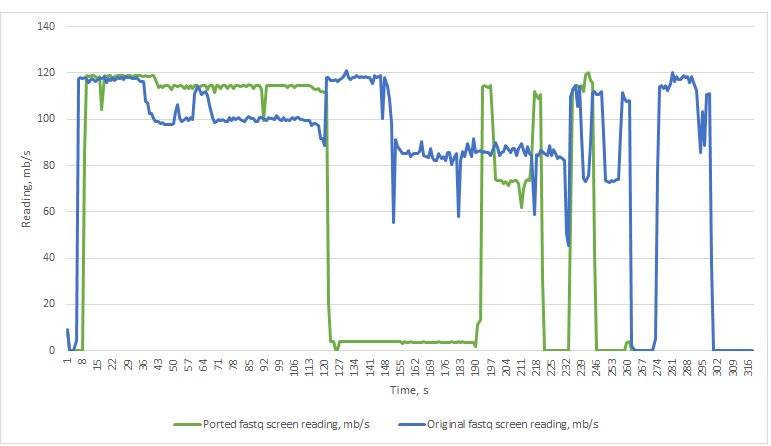 140
120
100
80
60
40
20
0
Reading, mb/s
1 8 15 22 29 36 43 50 57 64 71 78 85 92 99 106 113 120 127 134 141 148 155 162 169 176 183 190 197 204 211 218 225 232 239 246 253 260 267 274 281 288 295 302 309 316
Time, s
Ported fastq screen reading, mb/s Original fastq screen reading, mb/s